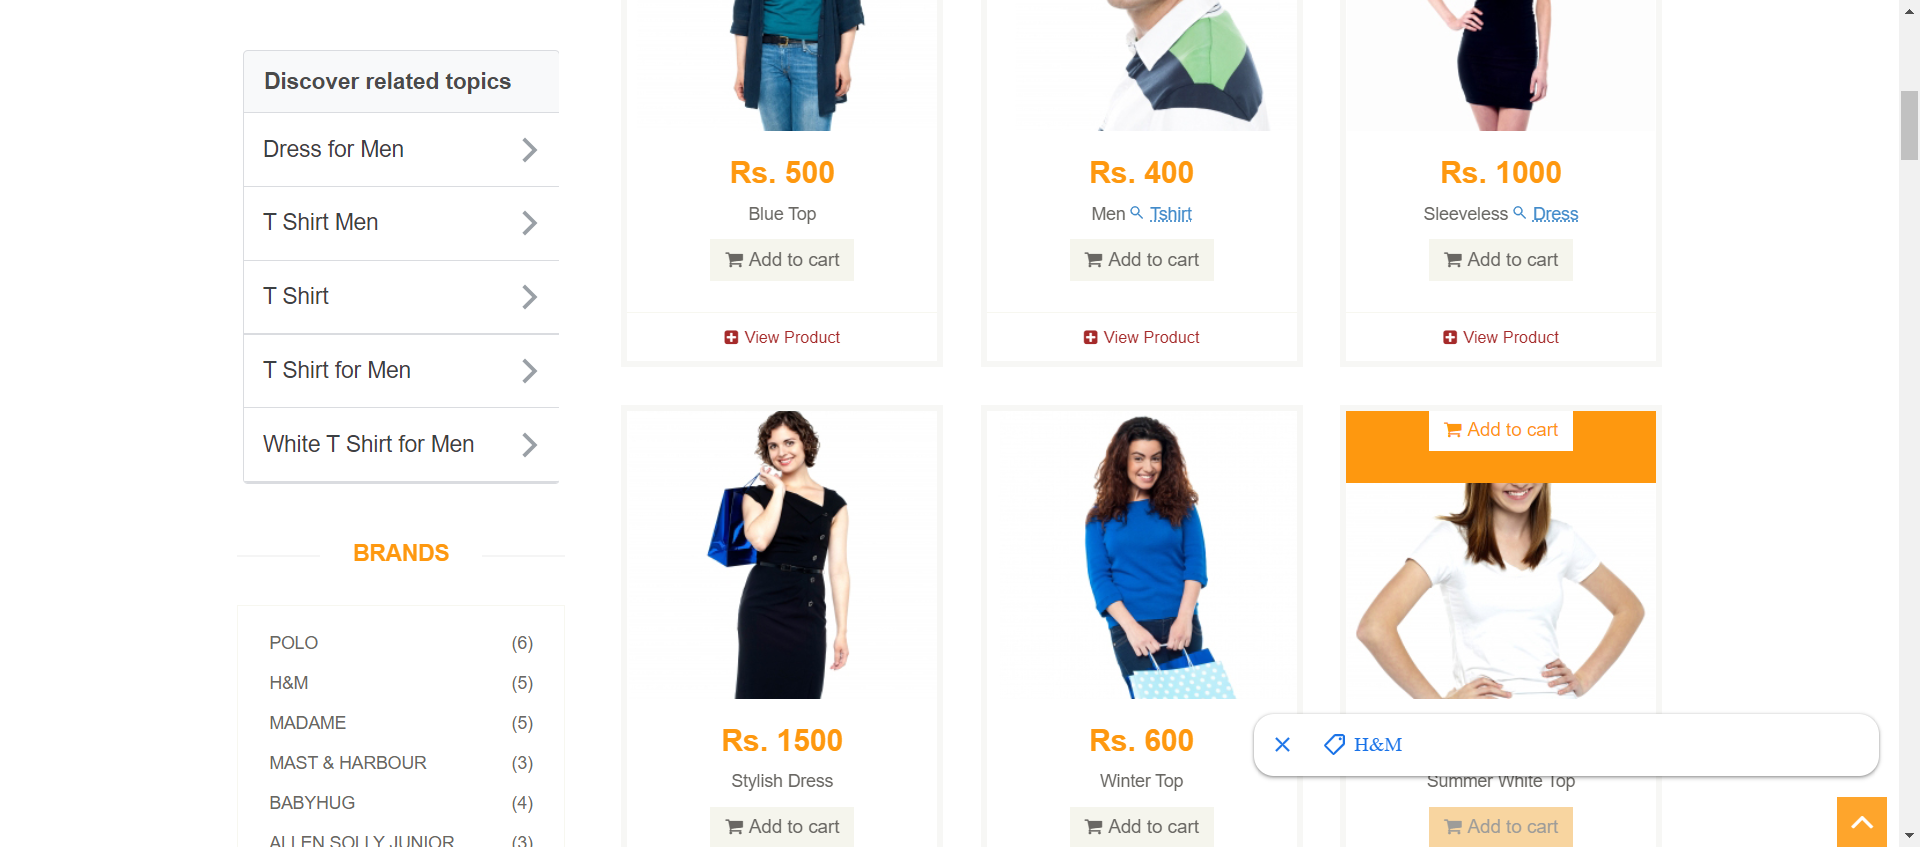 Discover related topics
Dress for Men
T Shirt Men
T Shirt
T Shirt for Men
White T Shirt for Men
BRANDS
POLO (6)
H&M (5)
MADAME (5)
MAST & HARBOUR (3)
BABYHUG (4)
ALLEN SOLLY JUNIOR (3)
Rs. 500
Blue Top
Add to cart
View Product
Rs. 400
Men Tshirt
Add to cart
View Product
Rs. 1000
Sleeveless Dress
Add to cart
View Product
Rs. 1500
Stylish Dress
Add to cart
Rs. 600
Winter Top
Add to cart
Add to cart
Summer White Top
Add to cart
H&M